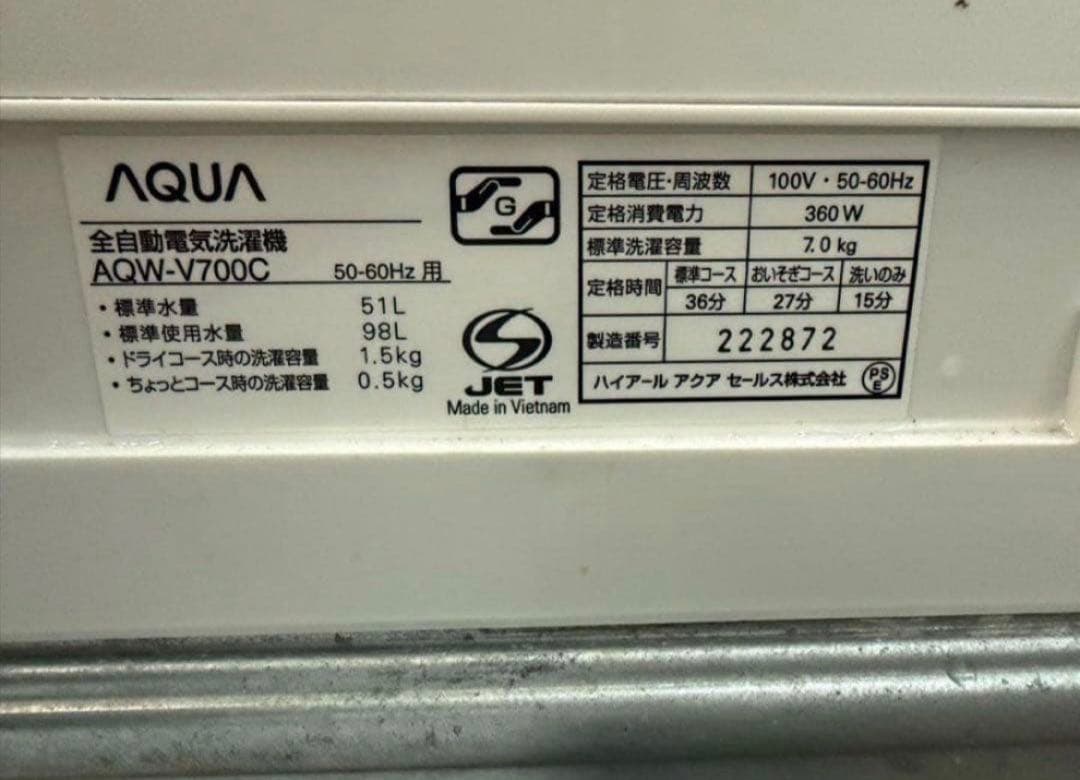 AQUA
全自動電気洗濯機
AQW-V700C 50-60Hz 用
・標準水量 51L
・標準使用水量 98L
・ドライコース時の洗濯容量 1.5kg
・ちょっとコース時の洗濯容量 0.5kg
G
JET
Made in Vietnam
定格電圧・周波数 100V・50-60Hz
定格消費電力 360W
標準洗濯容量 7.0kg
定格時間 標準コース おいそぎコース 洗いのみ
36分 27分 15分
製造番号 222872
ハイアール アクア セールス株式会社 PSE